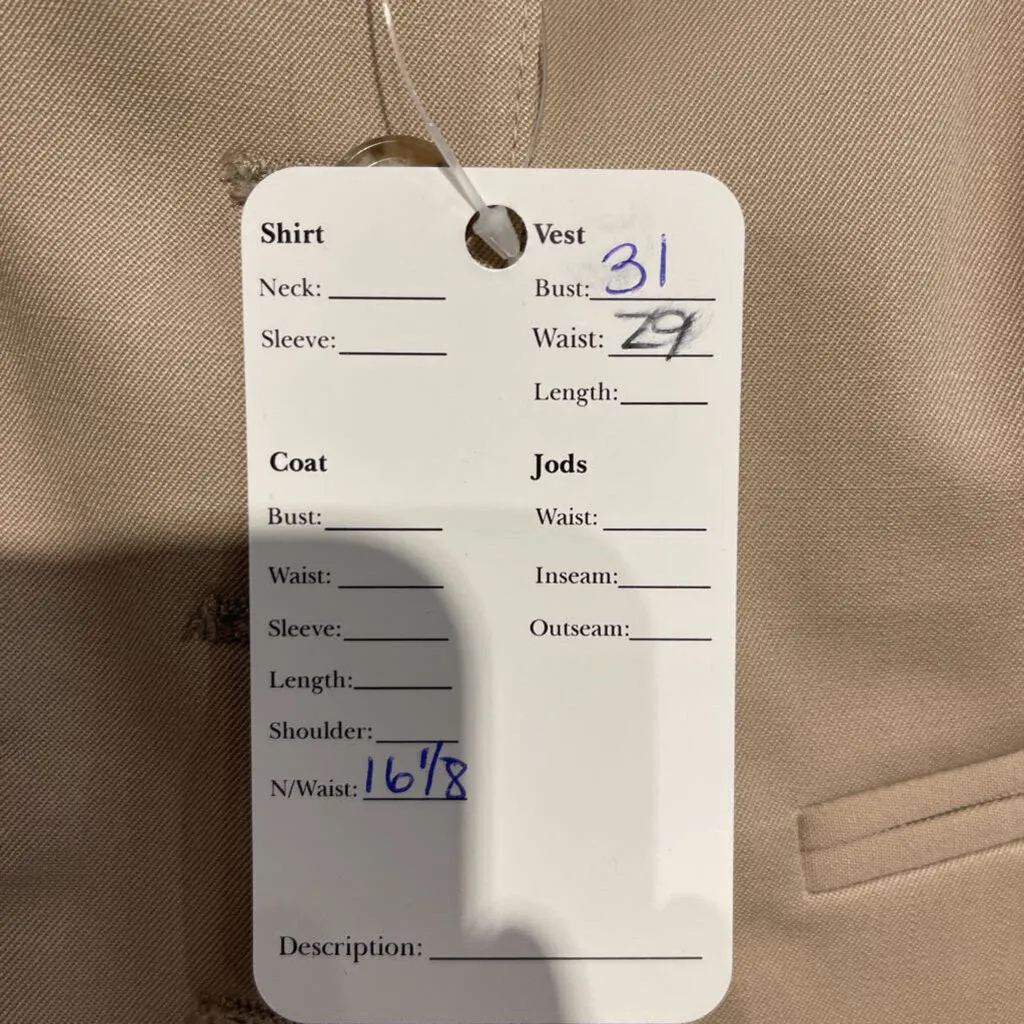 Shirt
Neck:
Sleeve:
Vest
Bust: 31
Waist: 29
Length:
Coat
Bust:
Waist:
Sleeve:
Length:
Shoulder:
N/Waist: 16 1/8
Jods
Waist:
Inseam:
Outseam:
Description: